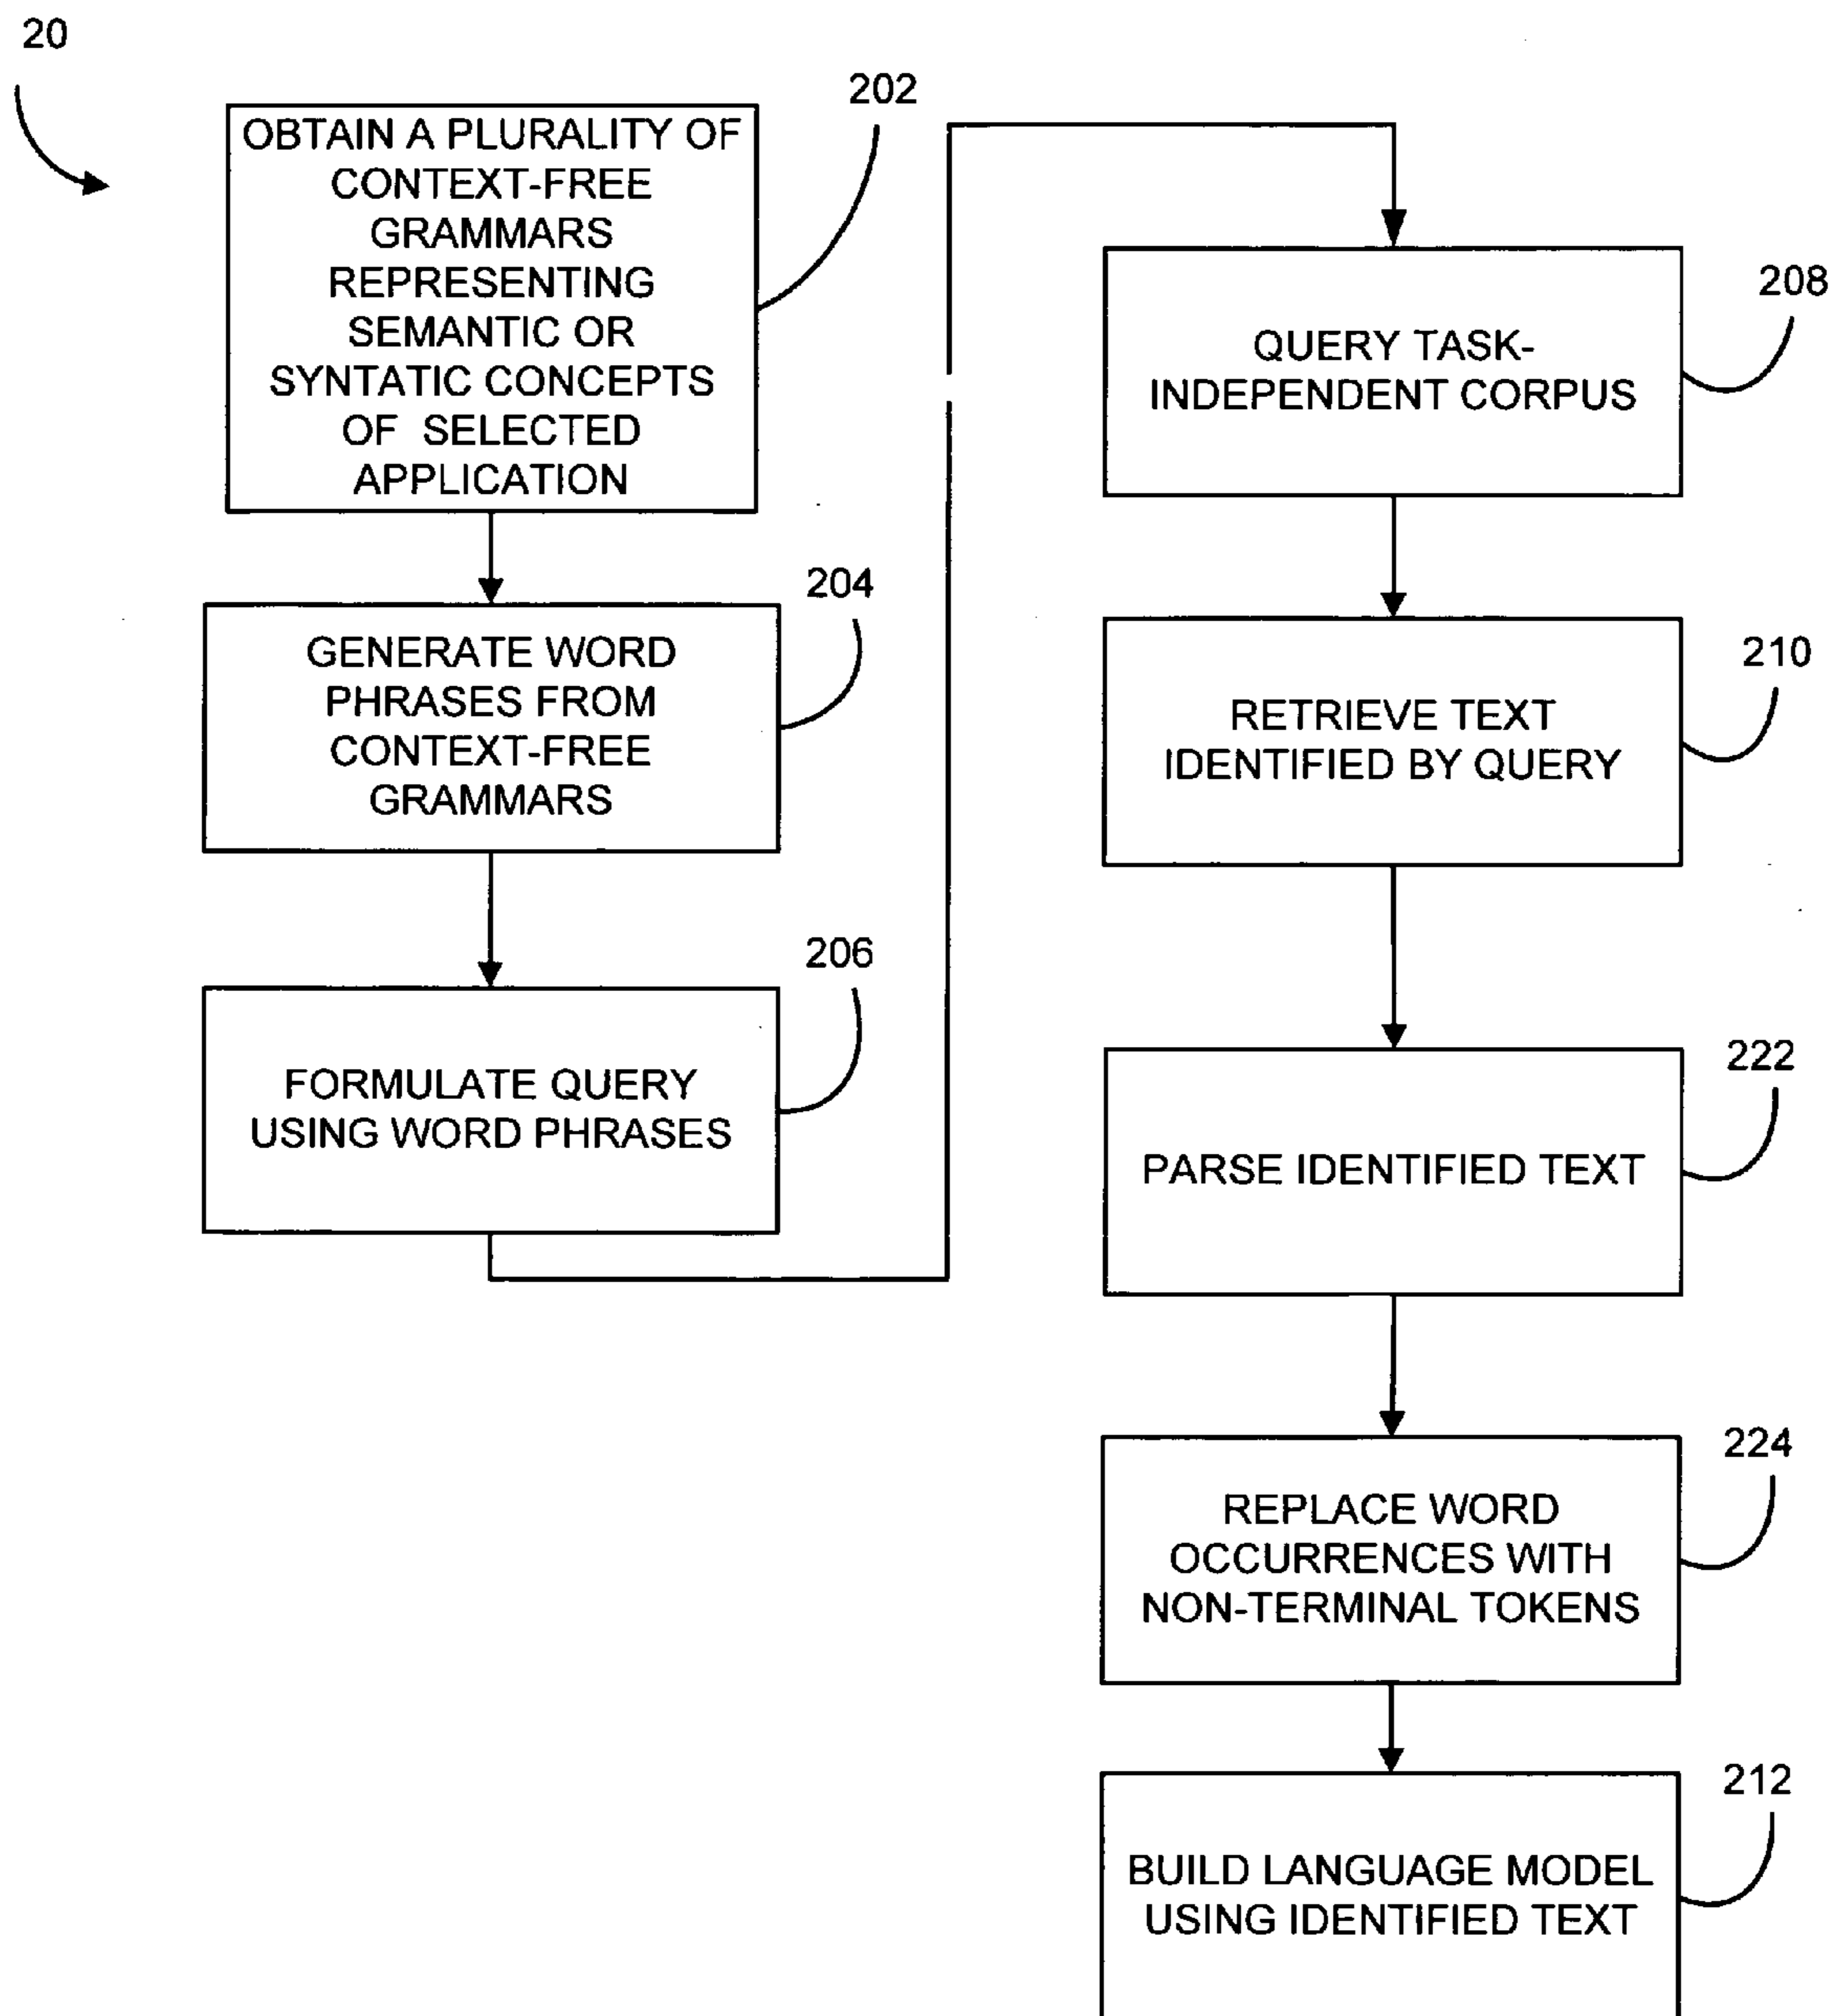 20
202
OBTAIN A PLURALITY OF
CONTEXT-FREE
GRAMMARS
REPRESENTING
SEMANTIC OR
SYNTATIC CONCEPTS
OF SELECTED
APPLICATION
204
GENERATE WORD
PHRASES FROM
CONTEXT-FREE
GRAMMARS
206
FORMULATE QUERY
USING WORD PHRASES
208
QUERY TASK-
INDEPENDENT CORPUS
210
RETRIEVE TEXT
IDENTIFIED BY QUERY
222
PARSE IDENTIFIED TEXT
224
REPLACE WORD
OCCURRENCES WITH
NON-TERMINAL TOKENS
212
BUILD LANGUAGE MODEL
USING IDENTIFIED TEXT